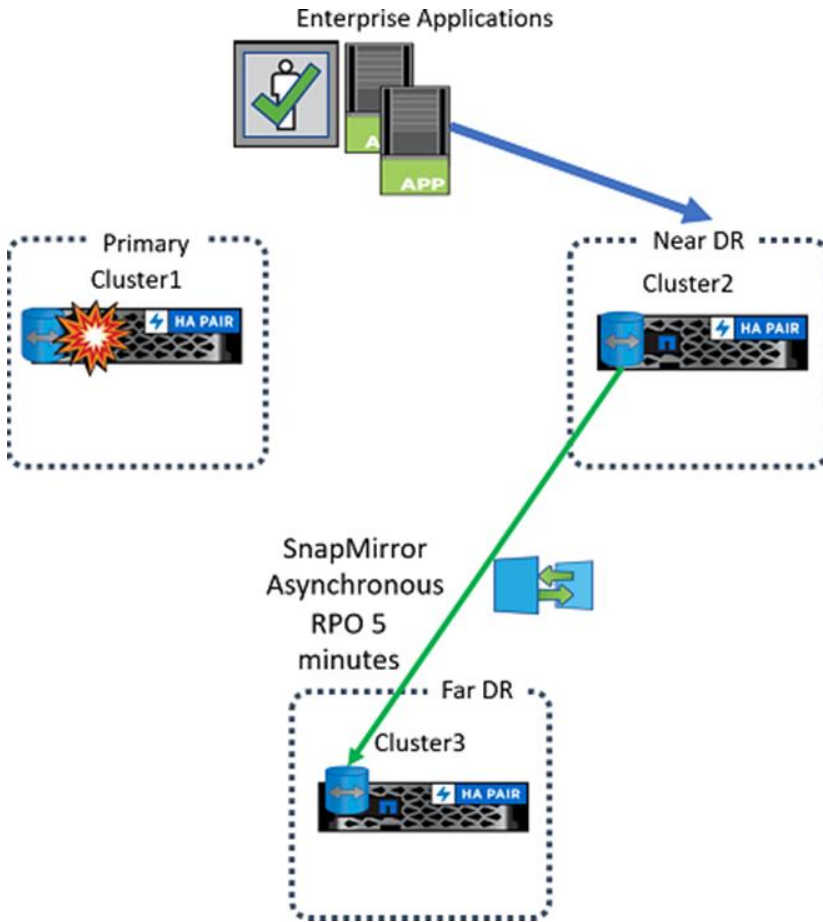 Enterprise Applications
A
APP
Primary
Cluster1
HA PAIR
Near DR
Cluster2
HA PAIR
SnapMirror
Asynchronous
RPO 5
minutes
Far DR
Cluster3
HA PAIR